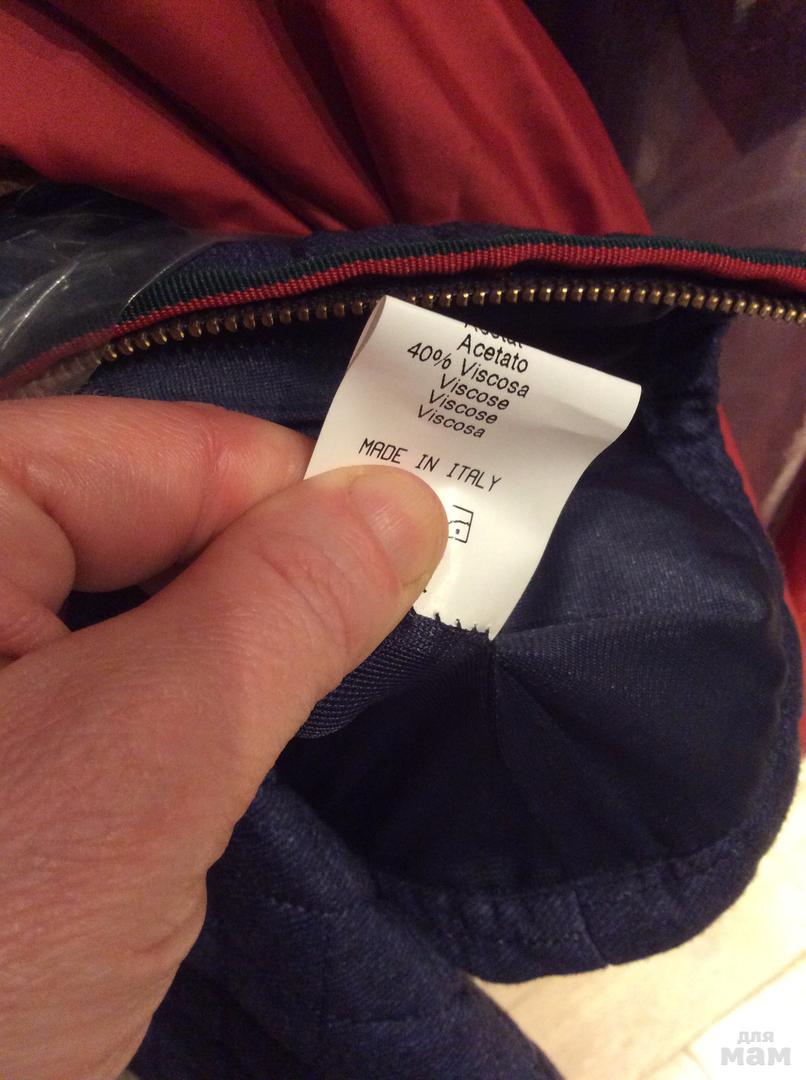 Acetato
40% Viscosa
Viscose
Viscose
Viscosa
MADE IN ITALY
для
мам